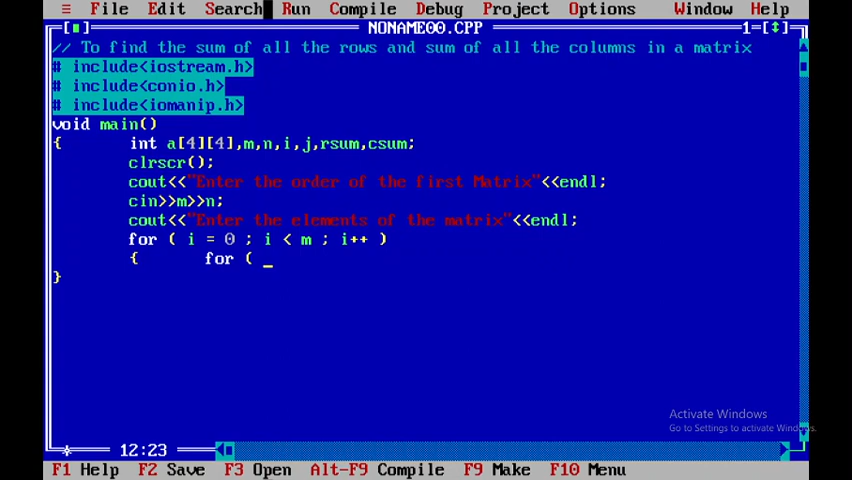 ≡ File Edit Search Run Compile Debug Project Options Window Help
[■] NONAME00.CPP 1=[↕]
// To find the sum of all the rows and sum of all the columns in a matrix
# include<iostream.h>
# include<conio.h>
# include<iomanip.h>
void main()
{ int a[4][4],m,n,i,j,rsum,csum;
clrscr();
cout<<"Enter the order of the first Matrix"<<endl;
cin>>m>>n;
cout<<"Enter the elements of the matrix"<<endl;
for ( i = 0 ; i < m ; i++ )
{ for ( _
}
Activate Windows
Go to Settings to activate Windows.
* 12:23
F1 Help F2 Save F3 Open Alt-F9 Compile F9 Make F10 Menu